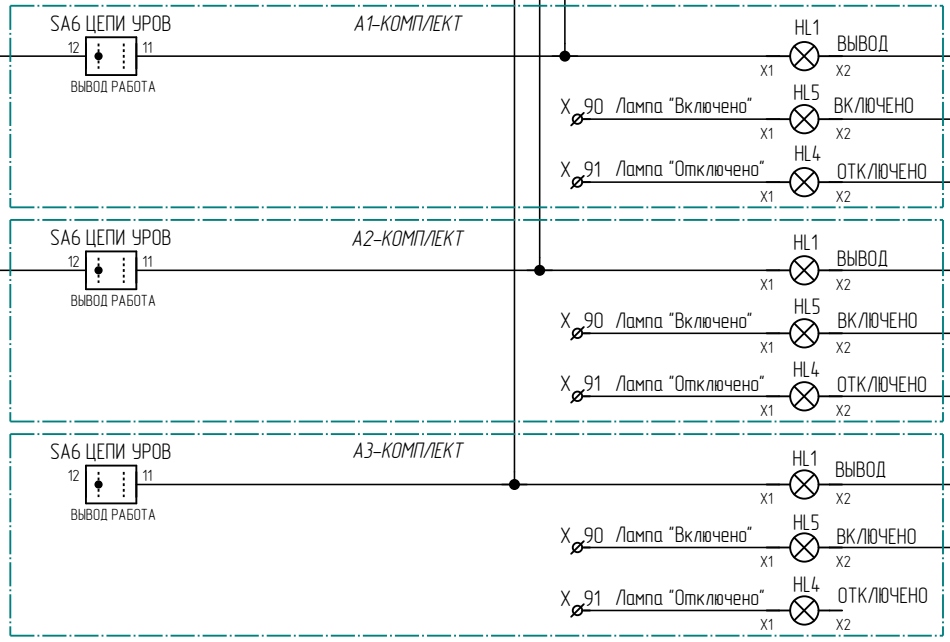 SA6 ЦЕПИ УРОВ
А1-КОМПЛЕКТ
12 11
ВЫВОД РАБОТА
HL1
ВЫВОД
X1 X2
HL5
X 90 Лампа "Включено" ВКЛЮЧЕНО
X1 X2
HL4
X 91 Лампа "Отключено" ОТКЛЮЧЕНО
X1 X2
SA6 ЦЕПИ УРОВ
А2-КОМПЛЕКТ
12 11
ВЫВОД РАБОТА
HL1
ВЫВОД
X1 X2
HL5
X 90 Лампа "Включено" ВКЛЮЧЕНО
X1 X2
HL4
X 91 Лампа "Отключено" ОТКЛЮЧЕНО
X1 X2
SA6 ЦЕПИ УРОВ
А3-КОМПЛЕКТ
12 11
ВЫВОД РАБОТА
HL1
ВЫВОД
X1 X2
HL5
X 90 Лампа "Включено" ВКЛЮЧЕНО
X1 X2
HL4
X 91 Лампа "Отключено" ОТКЛЮЧЕНО
X1 X2